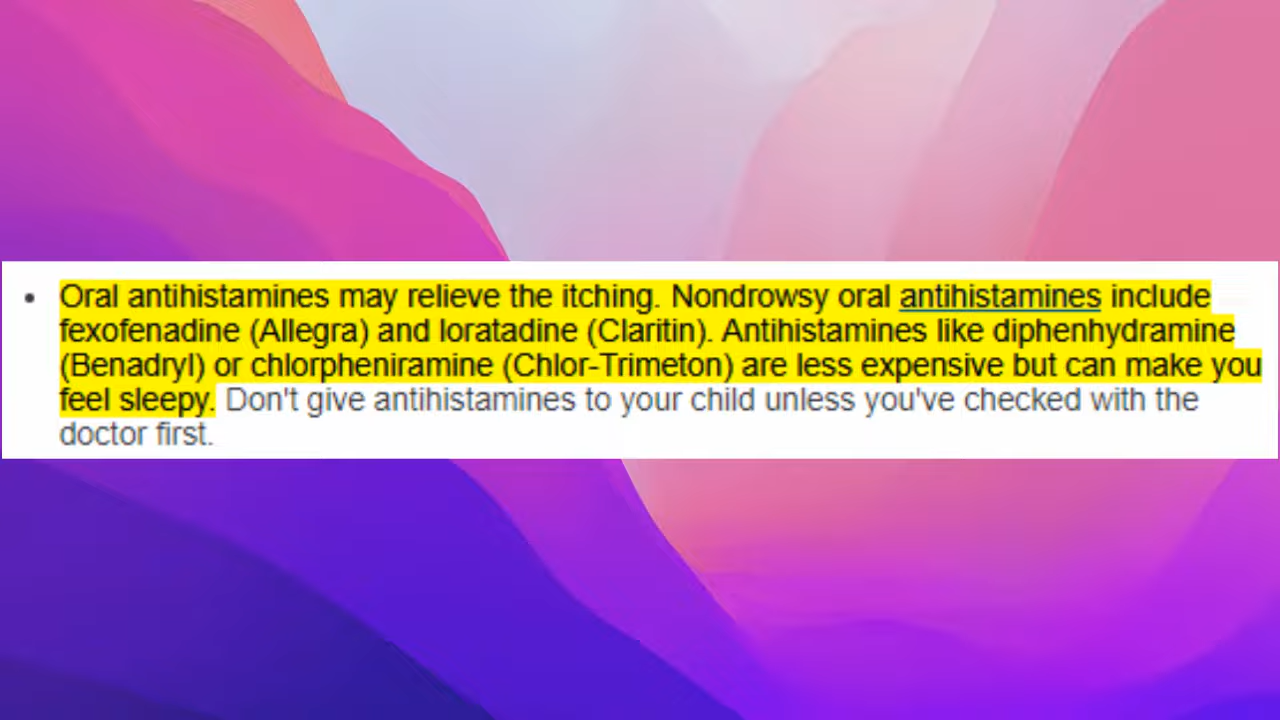 • Oral antihistamines may relieve the itching. Nondrowsy oral antihistamines include
fexofenadine (Allegra) and loratadine (Claritin). Antihistamines like diphenhydramine
(Benadryl) or chlorpheniramine (Chlor-Trimeton) are less expensive but can make you
feel sleepy. Don't give antihistamines to your child unless you've checked with the
doctor first.